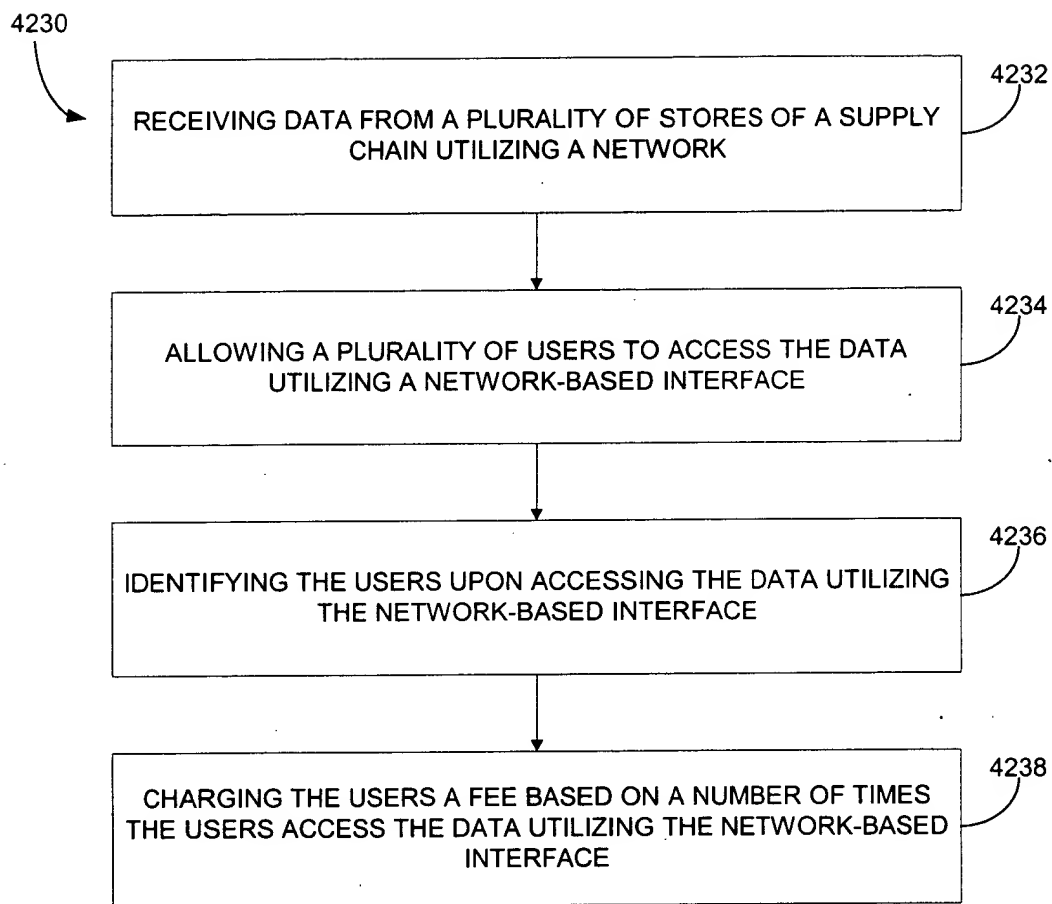 4230
4232
RECEIVING DATA FROM A PLURALITY OF STORES OF A SUPPLY
CHAIN UTILIZING A NETWORK
4234
ALLOWING A PLURALITY OF USERS TO ACCESS THE DATA
UTILIZING A NETWORK-BASED INTERFACE
4236
IDENTIFYING THE USERS UPON ACCESSING THE DATA UTILIZING
THE NETWORK-BASED INTERFACE
4238
CHARGING THE USERS A FEE BASED ON A NUMBER OF TIMES
THE USERS ACCESS THE DATA UTILIZING THE NETWORK-BASED
INTERFACE